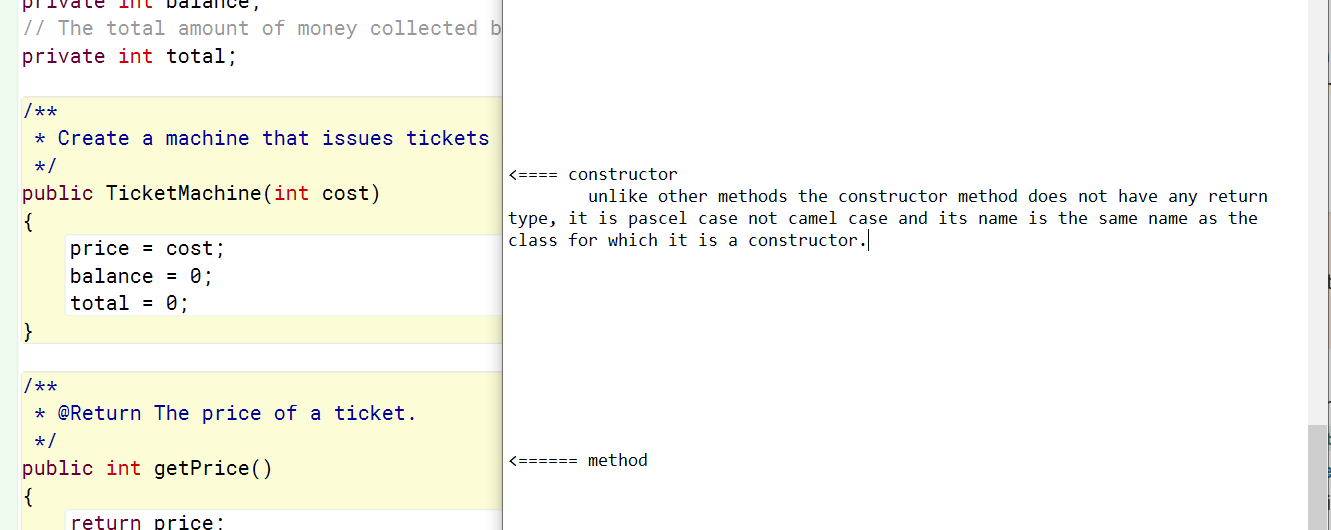 private int balance;
// The total amount of money collected b
private int total;
/**
 * Create a machine that issues tickets
 */
public TicketMachine(int cost)
{
    price = cost;
    balance = 0;
    total = 0;
}
/**
 * @Return The price of a ticket.
 */
public int getPrice()
{
    return price;
<==== constructor
        unlike other methods the constructor method does not have any return
type, it is pascel case not camel case and its name is the same name as the
class for which it is a constructor.
<====== method